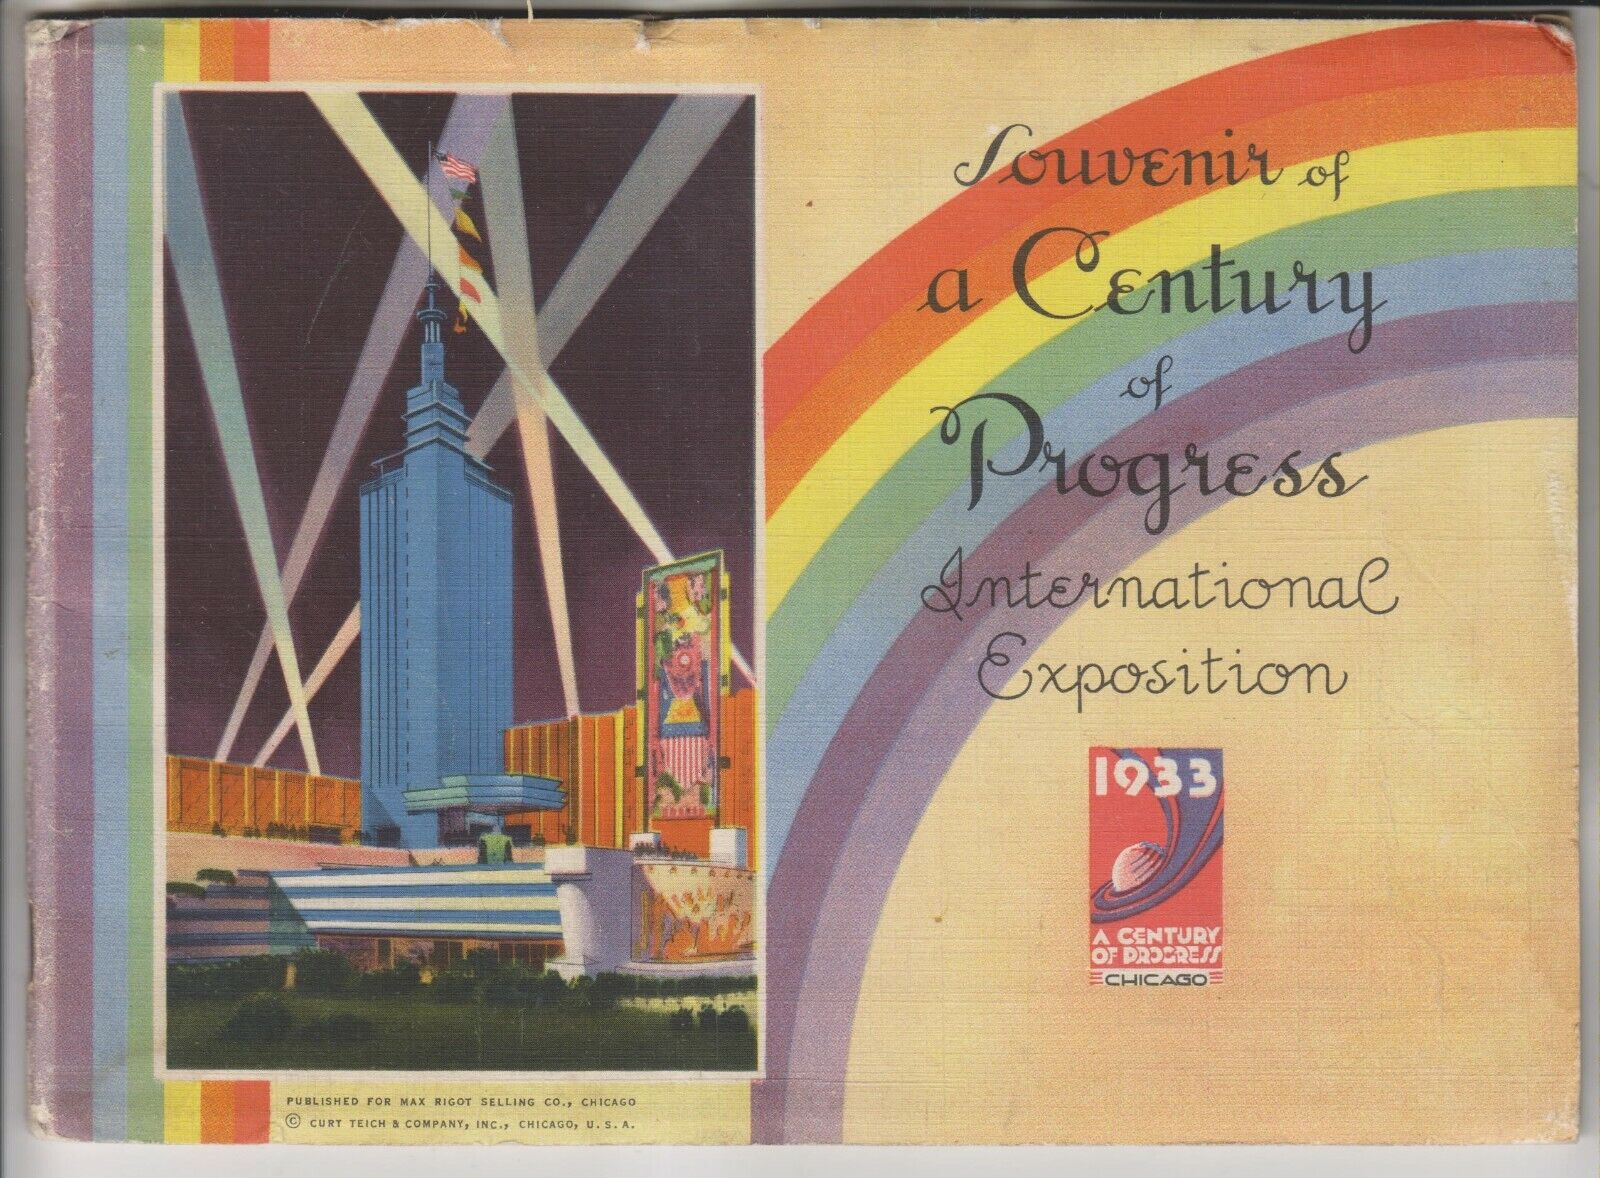 Souvenir of
a Century
of
Progress
International
Exposition
1933
A CENTURY
OF PROGRESS
CHICAGO
PUBLISHED FOR MAX RIGOT SELLING CO., CHICAGO
© CURT TEICH & COMPANY, INC., CHICAGO, U. S. A.